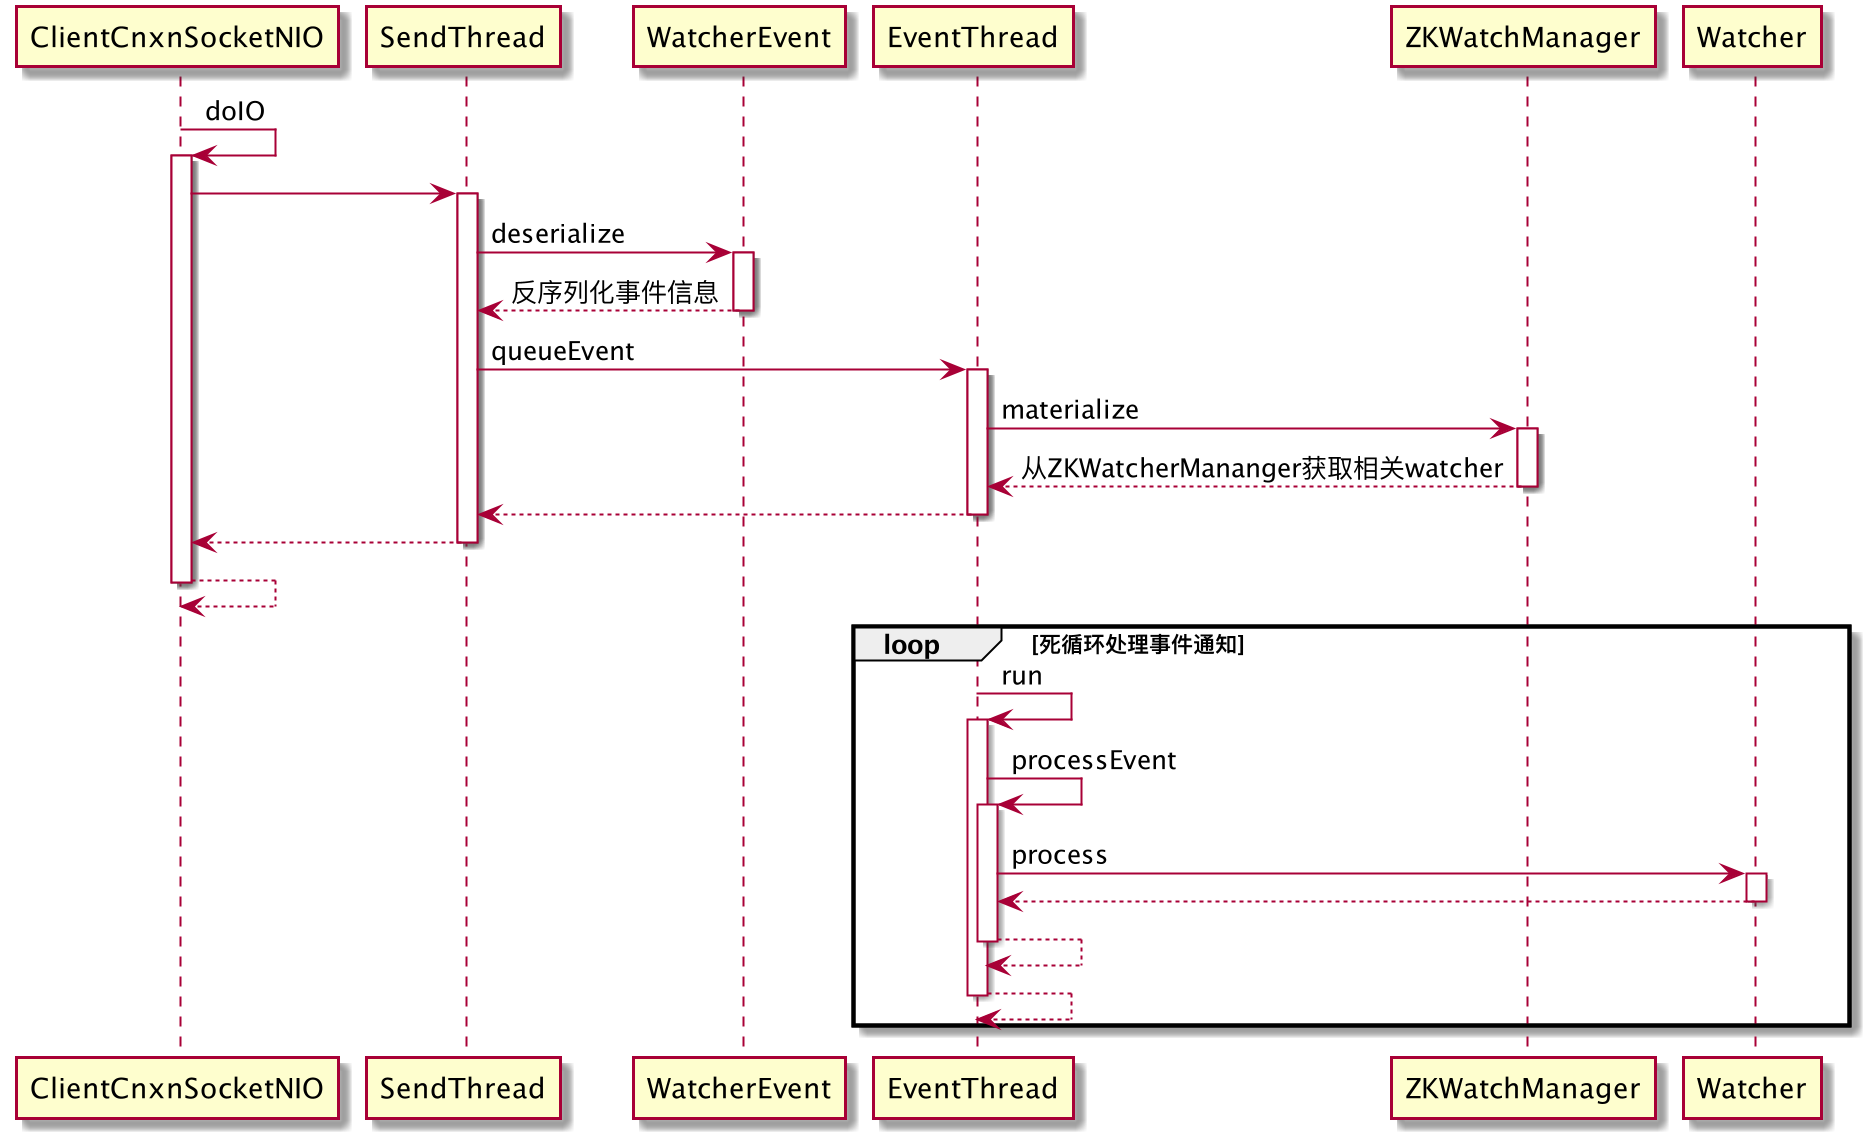 ClientCnxnSocketNIO
SendThread
WatcherEvent
EventThread
ZKWatchManager
Watcher
doIO
deserialize
反序列化事件信息
queueEvent
materialize
从ZKWatcherMananger获取相关watcher
loop
[死循环处理事件通知]
run
processEvent
process
ClientCnxnSocketNIO
SendThread
WatcherEvent
EventThread
ZKWatchManager
Watcher